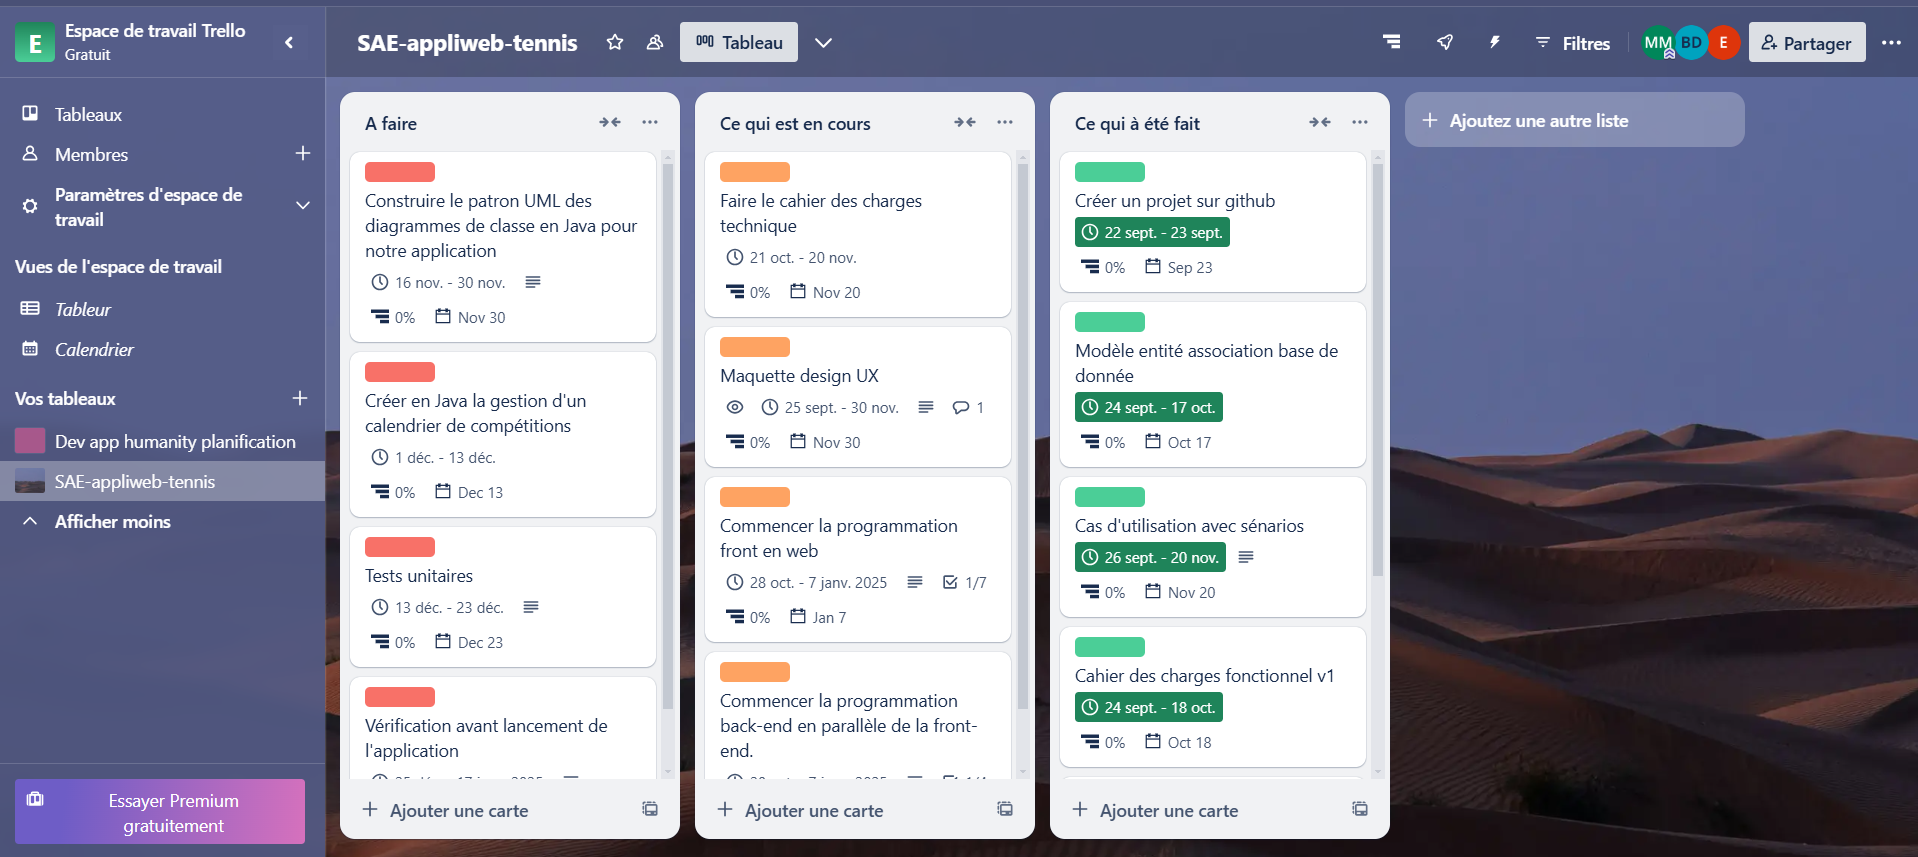 E
Espace de travail Trello
Gratuit
Tableaux
Membres
Paramètres d'espace de
travail
Vues de l'espace de travail
Tableur
Calendrier
Vos tableaux
Dev app humanity planification
SAE-appliweb-tennis
Afficher moins
Essayer Premium
gratuitement
SAE-appliweb-tennis
Tableau
Filtres
MM
BD
E
Partager
A faire
Construire le patron UML des
diagrammes de classe en Java pour
notre application
16 nov. - 30 nov.
0% Nov 30
Créer en Java la gestion d'un
calendrier de compétitions
1 déc. - 13 déc.
0% Dec 13
Tests unitaires
13 déc. - 23 déc.
0% Dec 23
Vérification avant lancement de
l'application
Ajouter une carte
Ce qui est en cours
Faire le cahier des charges
technique
21 oct. - 20 nov.
0% Nov 20
Maquette design UX
25 sept. - 30 nov. 1
0% Nov 30
Commencer la programmation
front en web
28 oct. - 7 janv. 2025 1/7
0% Jan 7
Commencer la programmation
back-end en parallèle de la front-
end.
Ajouter une carte
Ce qui à été fait
Créer un projet sur github
22 sept. - 23 sept.
0% Sep 23
Modèle entité association base de
donnée
24 sept. - 17 oct.
0% Oct 17
Cas d'utilisation avec sénarios
26 sept. - 20 nov.
0% Nov 20
Cahier des charges fonctionnel v1
24 sept. - 18 oct.
0% Oct 18
Ajouter une carte
Ajoutez une autre liste